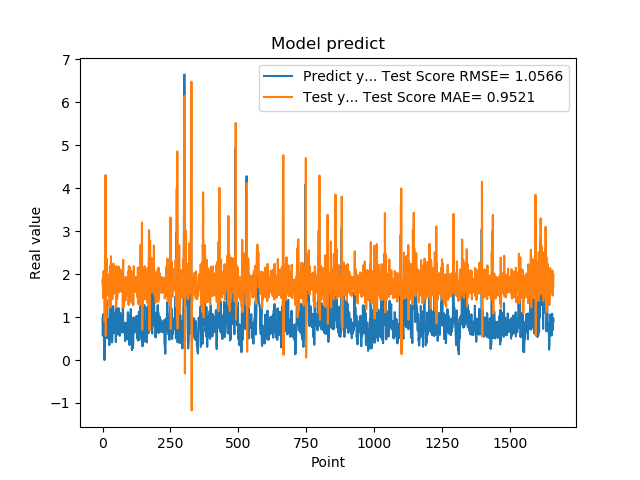 Model predict
Predict y... Test Score RMSE= 1.0566
Test y... Test Score MAE= 0.9521
Real value
7
6
5
4
3
2
1
0
−1
0 250 500 750 1000 1250 1500
Point